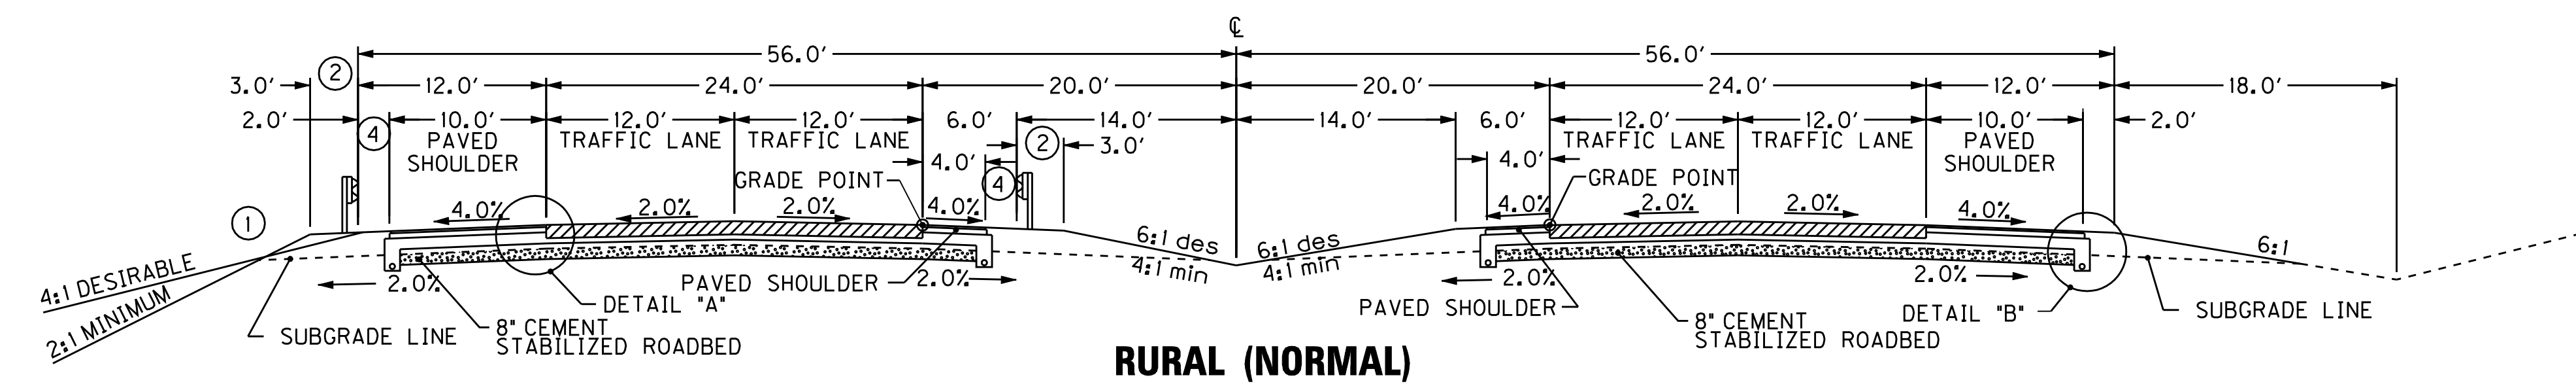 ℄
56.0' 56.0'
3.0' 2 12.0' 24.0' 20.0' 20.0' 24.0' 12.0' 18.0'
2.0' 4 10.0' 12.0' 12.0' 6.0' 14.0' 14.0' 6.0' 12.0' 12.0' 10.0' 2.0'
PAVED SHOULDER
TRAFFIC LANE TRAFFIC LANE
2 3.0'
TRAFFIC LANE TRAFFIC LANE
PAVED SHOULDER
4.0' 4.0'
GRADE POINT 4 GRADE POINT
1 4.0% 2.0% 2.0% 4.0% 4.0% 2.0% 2.0% 4.0%
6:1 des 6:1 des 6:1
4:1 min 4:1 min
4:1 DESIRABLE
2:1 MINIMUM
2.0% PAVED SHOULDER 2.0% 2.0% 2.0%
DETAIL "A" PAVED SHOULDER DETAIL "B" SUBGRADE LINE
SUBGRADE LINE
8" CEMENT
STABILIZED ROADBED
8" CEMENT
STABILIZED ROADBED
RURAL (NORMAL)